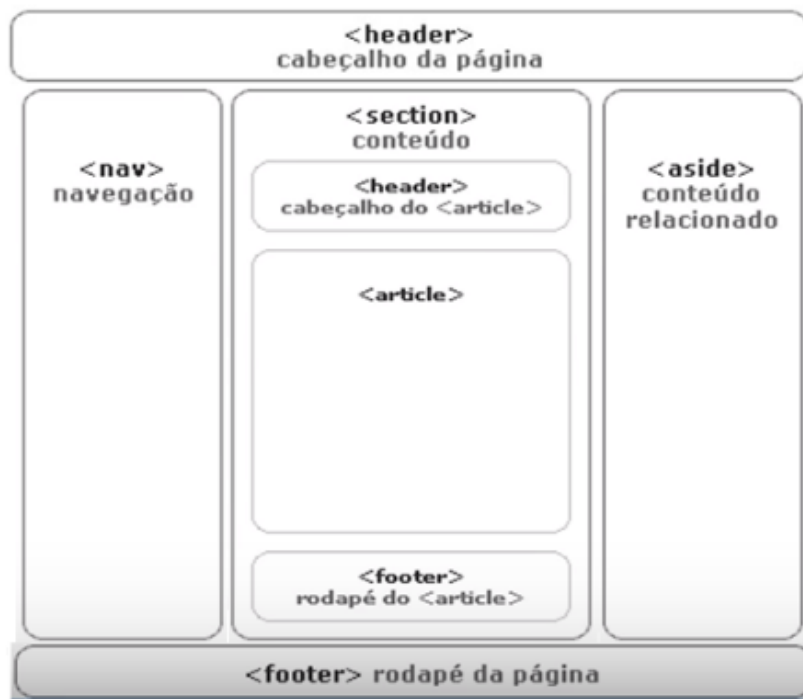 <header>
cabeçalho da página
<nav>
navegação
<section>
conteúdo
<header>
cabeçalho do <article>
<article>
<footer>
rodapé do <article>
<aside>
conteúdo
relacionado
<footer> rodapé da página